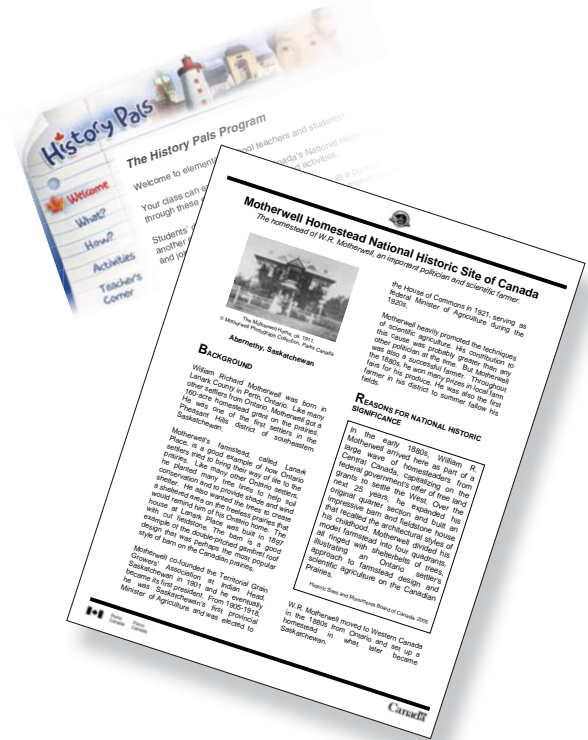 History Pals
The History Pals Program
Welcome to elementa ool teachers and students!
Your class can e anada's National Histo
through these d activities.
Students' at a par
another
and joi
Welcome
What?
How?
Activities
Teacher's
Corner
Motherwell Homestead National Historic Site of Canada
The homestead of W.R. Motherwell, an important politician and scientific farmer.
The Motherwell Home, ca. 1911.
© Motherwell Photograph Collection, Parks Canada
Abernethy, Saskatchewan
BACKGROUND
William Richard Motherwell was born in
Lanark County in Perth, Ontario. Like many
other settlers from Ontario, Motherwell got a
160-acre homestead grant on the prairies.
He was one of the first settlers in the
Pheasant Hills district of southeastern
Saskatchewan.
Motherwell's farmstead, called Lanark
Place, is a good example of how Ontario
settlers tried to bring their way of life to the
prairies. Like many other Ontario settlers,
he planted many tree lines to help soil
conservation and to provide shade and wind
shelter. He also wanted the trees to create
a sheltered area on the treeless prairies that
would remind him of his Ontario home. The
house at Lanark Place was built in 1897
with cut fieldstone. The barn is a good
example of the double-pitched gambrel roof
design that was perhaps the most popular
style of barn on the Canadian prairies.
Motherwell co-founded the Territorial Grain
Growers' Association at Indian Head,
Saskatchewan in 1901 and he eventually
became its first president. From 1905-1918,
he was Saskatchewan's first provincial
Minister of Agriculture and was elected to
the House of Commons in 1921, serving as
federal Minister of Agriculture during the
1920s.
Motherwell heavily promoted the techniques
of scientific agriculture. His contribution to
this cause was probably greater than any
other politician at the time. But Motherwell
was also a successful farmer. Throughout
the 1880s, he won many prizes in local farm
fairs for his produce. He was also the first
farmer in his district to summer fallow his
fields.
REASONS FOR NATIONAL HISTORIC
SIGNIFICANCE
In the early 1880s, William R.
Motherwell arrived here as part of a
large wave of homesteaders from
Central Canada, capitalizing on the
federal government's offer of free land
grants to settle the West. Over the
next 25 years, he expanded his
original quarter section and built an
impressive barn and fieldstone house
that recalled the architectural styles of
his childhood. Motherwell divided his
model farmstead into four quadrants,
all ringed with shelterbelts of trees,
illustrating an Ontario settler's
approach to farmstead design and
scientific agriculture on the Canadian
Prairies.
Historic Sites and Monuments Board of Canada. 2005
W.R. Motherwell moved to Western Canada
in the 1880s from Ontario and set up a
homestead in what later became
Saskatchewan.
Parks Canada Parcs Canada
Canada